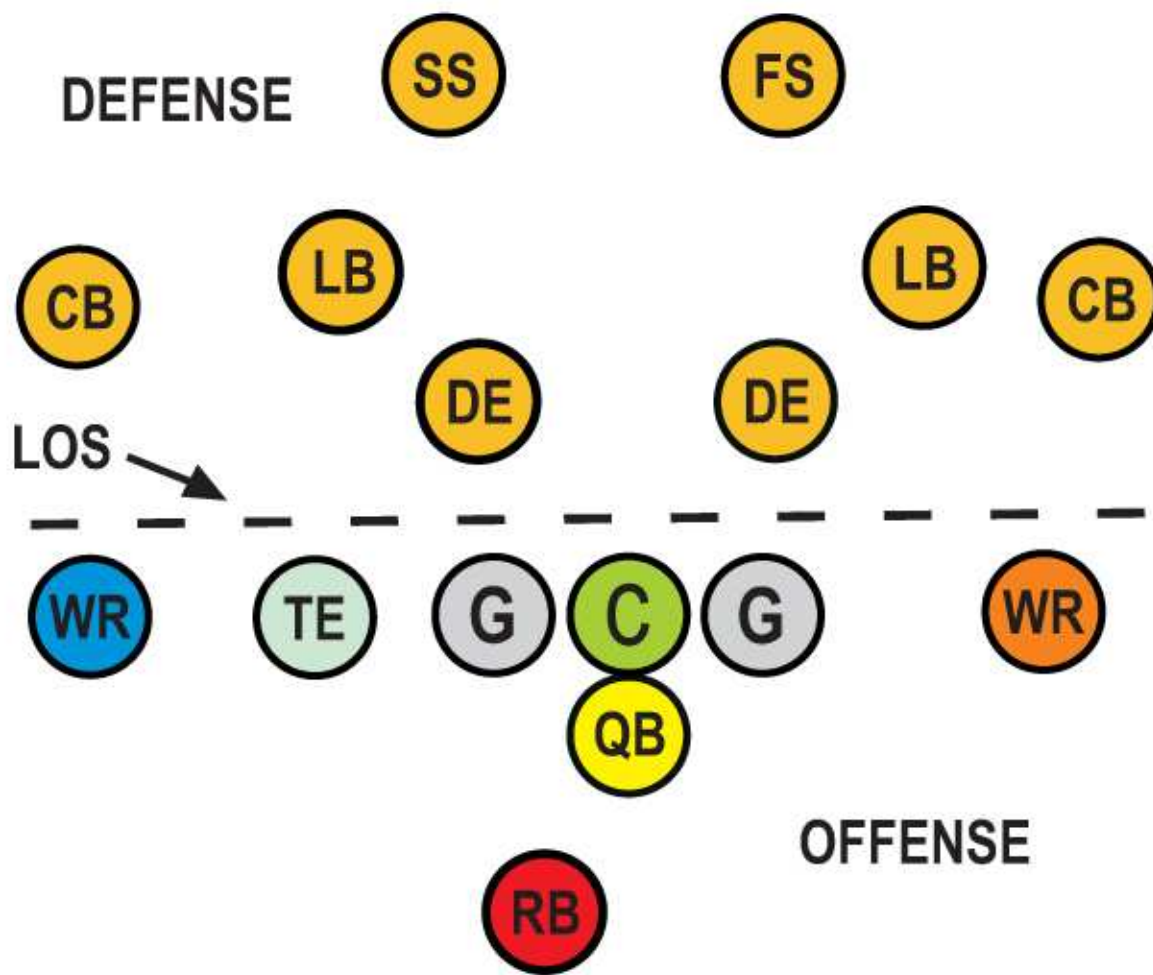 SS FS
DEFENSE
LB LB
CB CB
DE DE
LOS
WR TE G C G WR
QB
OFFENSE
RB